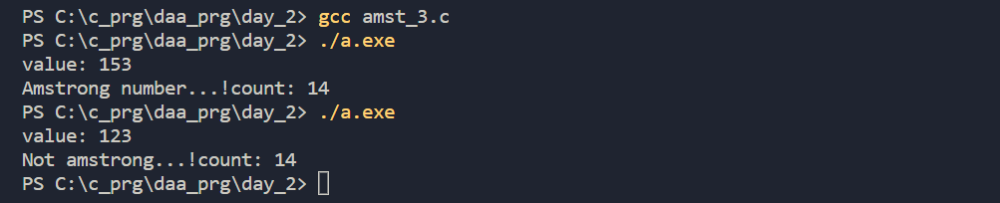 PS C:\c_prg\daa_prg\day_2> gcc amst_3.c
PS C:\c_prg\daa_prg\day_2> ./a.exe
value: 153
Amstrong number...!count: 14
PS C:\c_prg\daa_prg\day_2> ./a.exe
value: 123
Not amstrong...!count: 14
PS C:\c_prg\daa_prg\day_2>